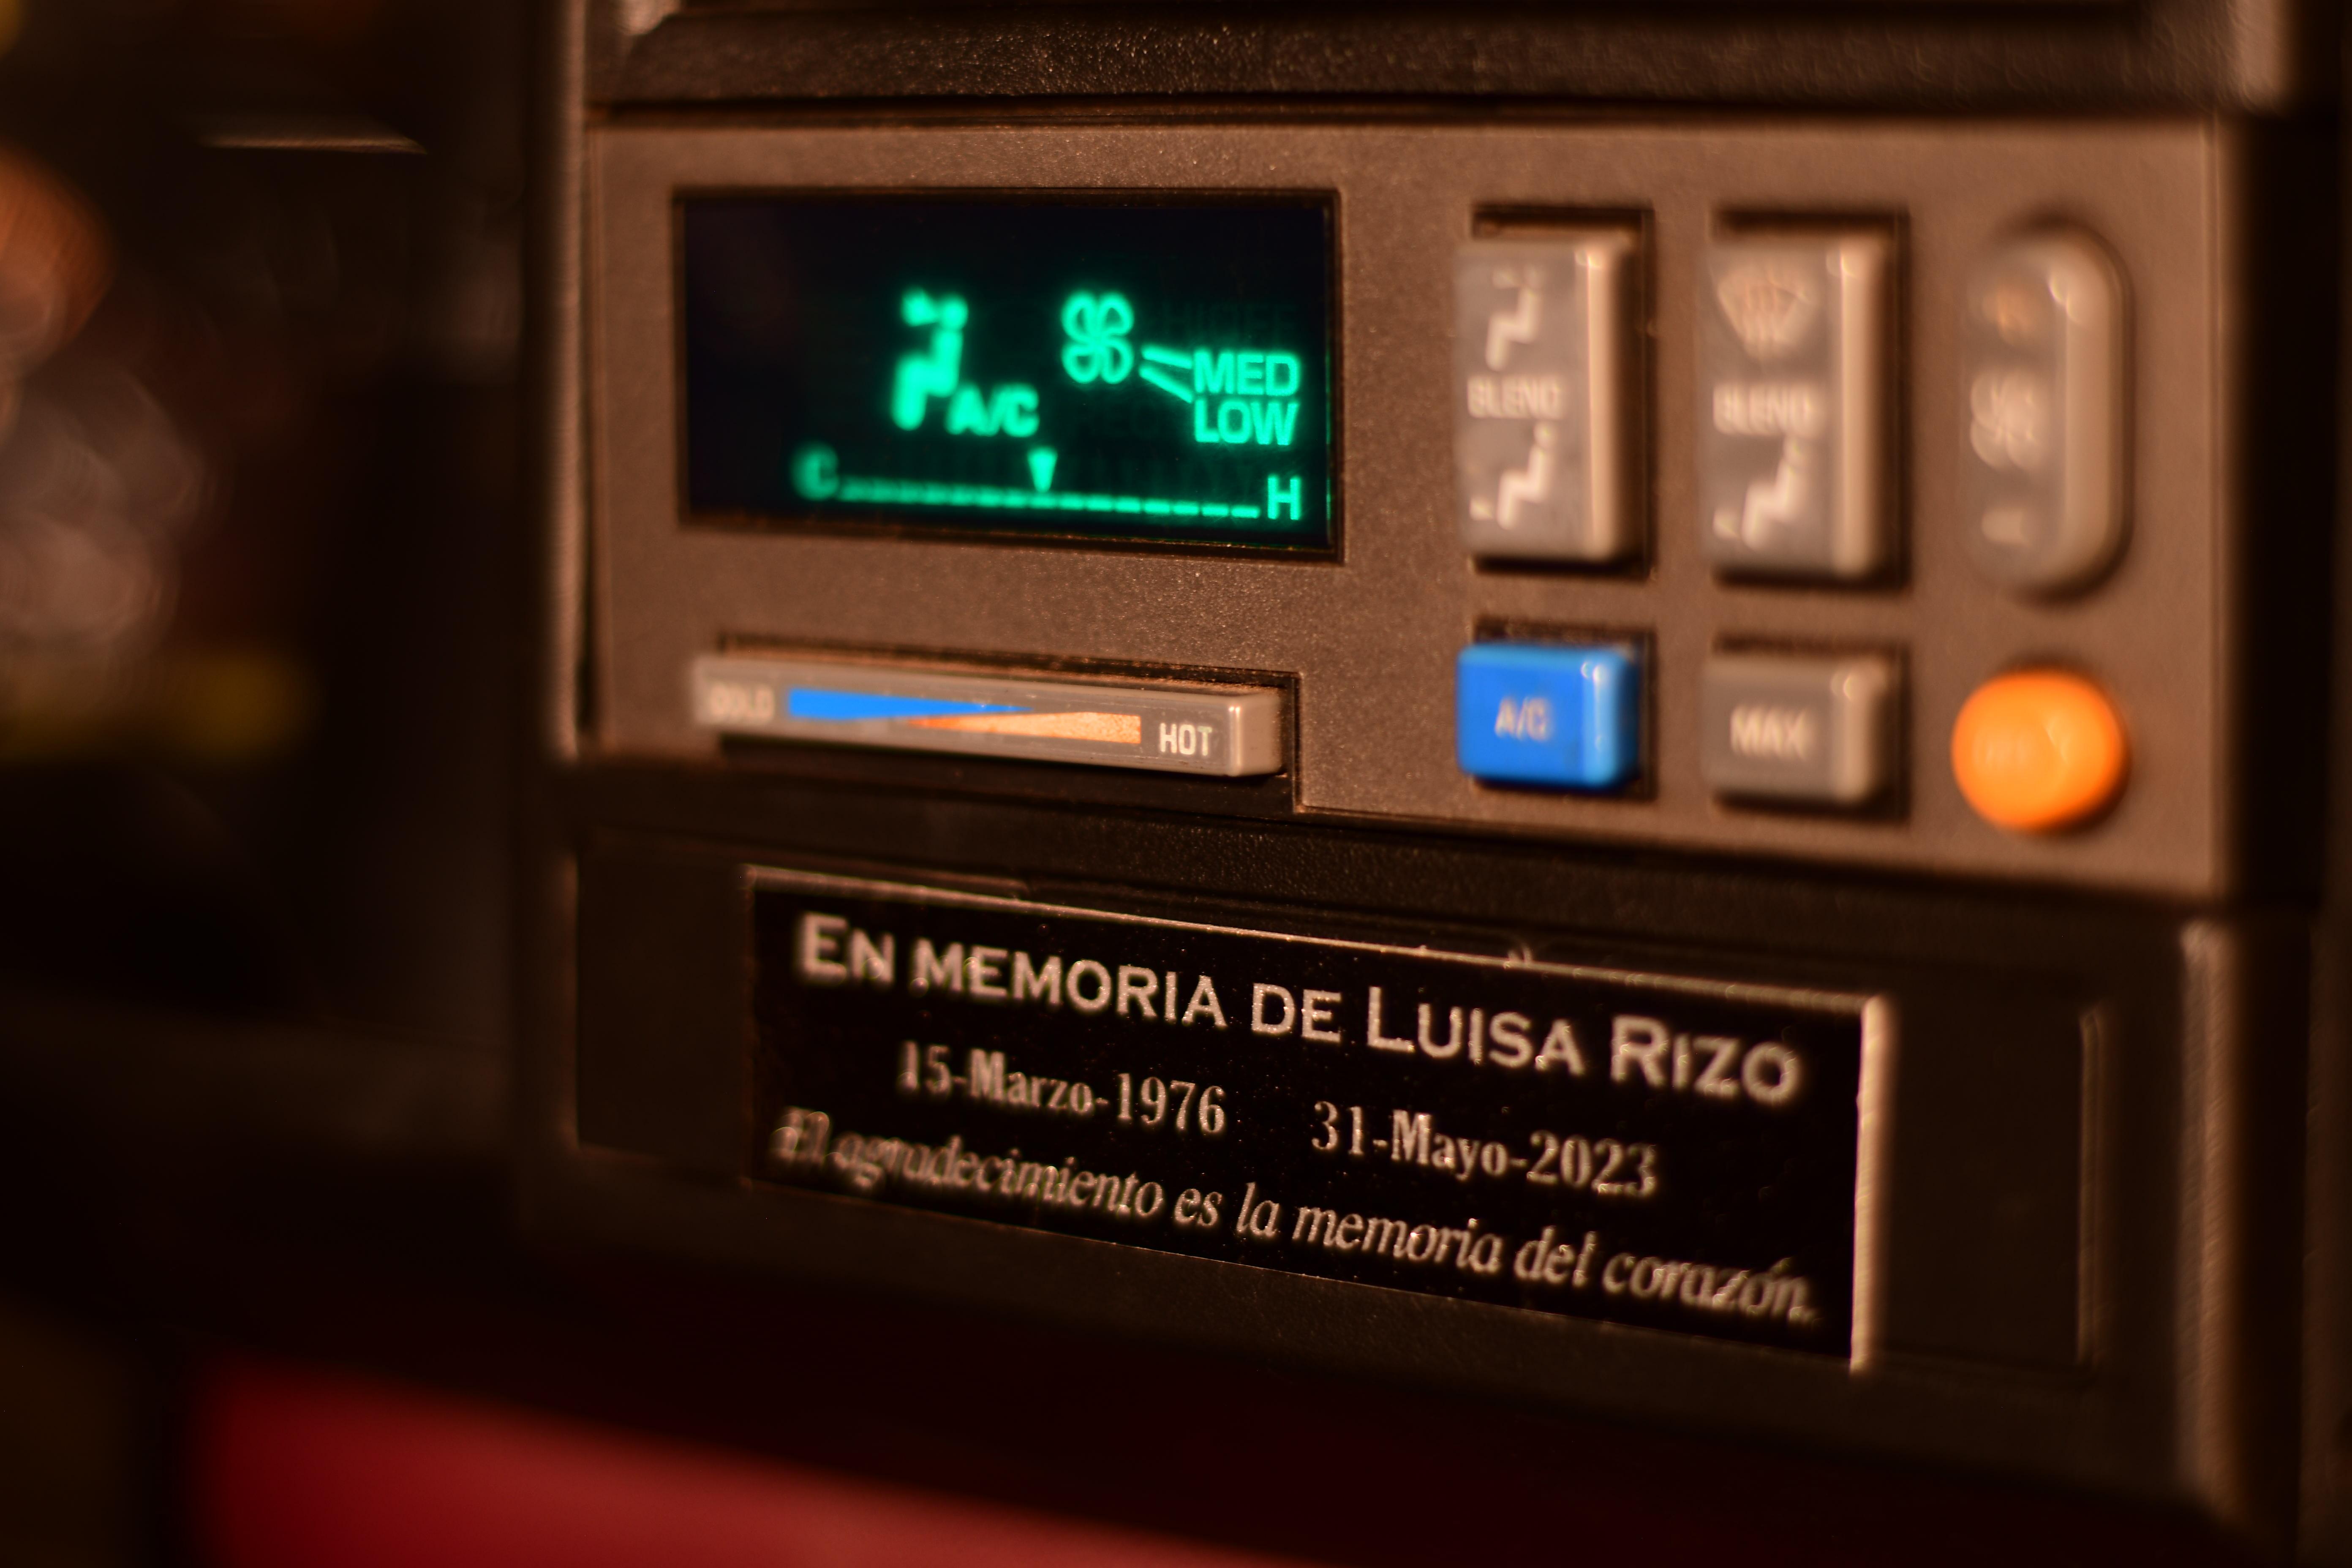 A/C
MED
LOW
C H
BLEND
BLEND
COLD HOT
A/C
MAX
EN MEMORIA DE LUISA RIZO
15-Marzo-1976 31-Mayo-2023
El agradecimiento es la memoria del corazón.